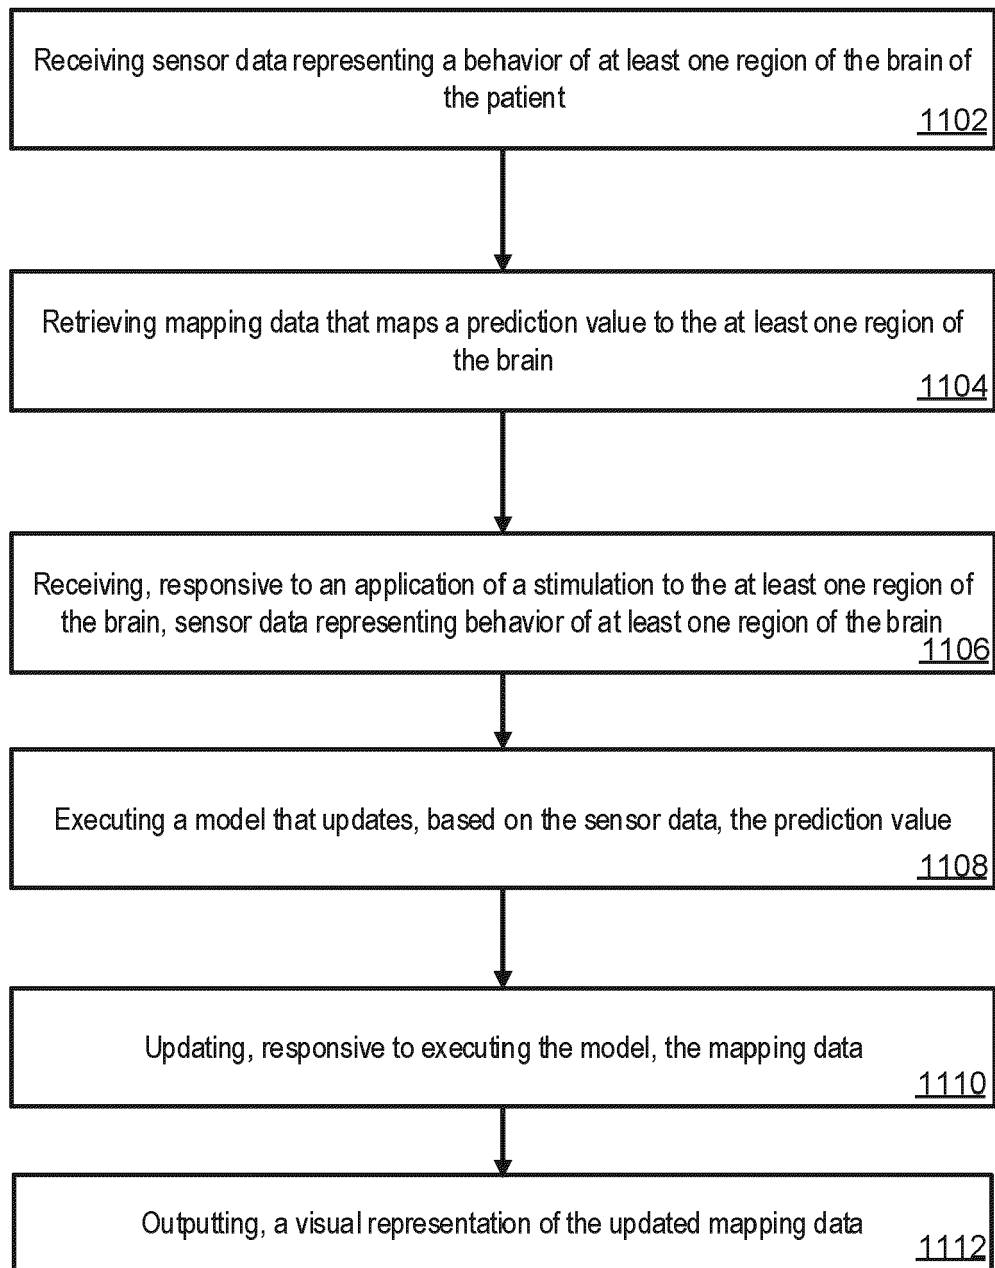 Receiving sensor data representing a behavior of at least one region of the brain of
the patient
1102
Retrieving mapping data that maps a prediction value to the at least one region of
the brain
1104
Receiving, responsive to an application of a stimulation to the at least one region of
the brain, sensor data representing behavior of at least one region of the brain
1106
Executing a model that updates, based on the sensor data, the prediction value
1108
Updating, responsive to executing the model, the mapping data
1110
Outputting, a visual representation of the updated mapping data
1112